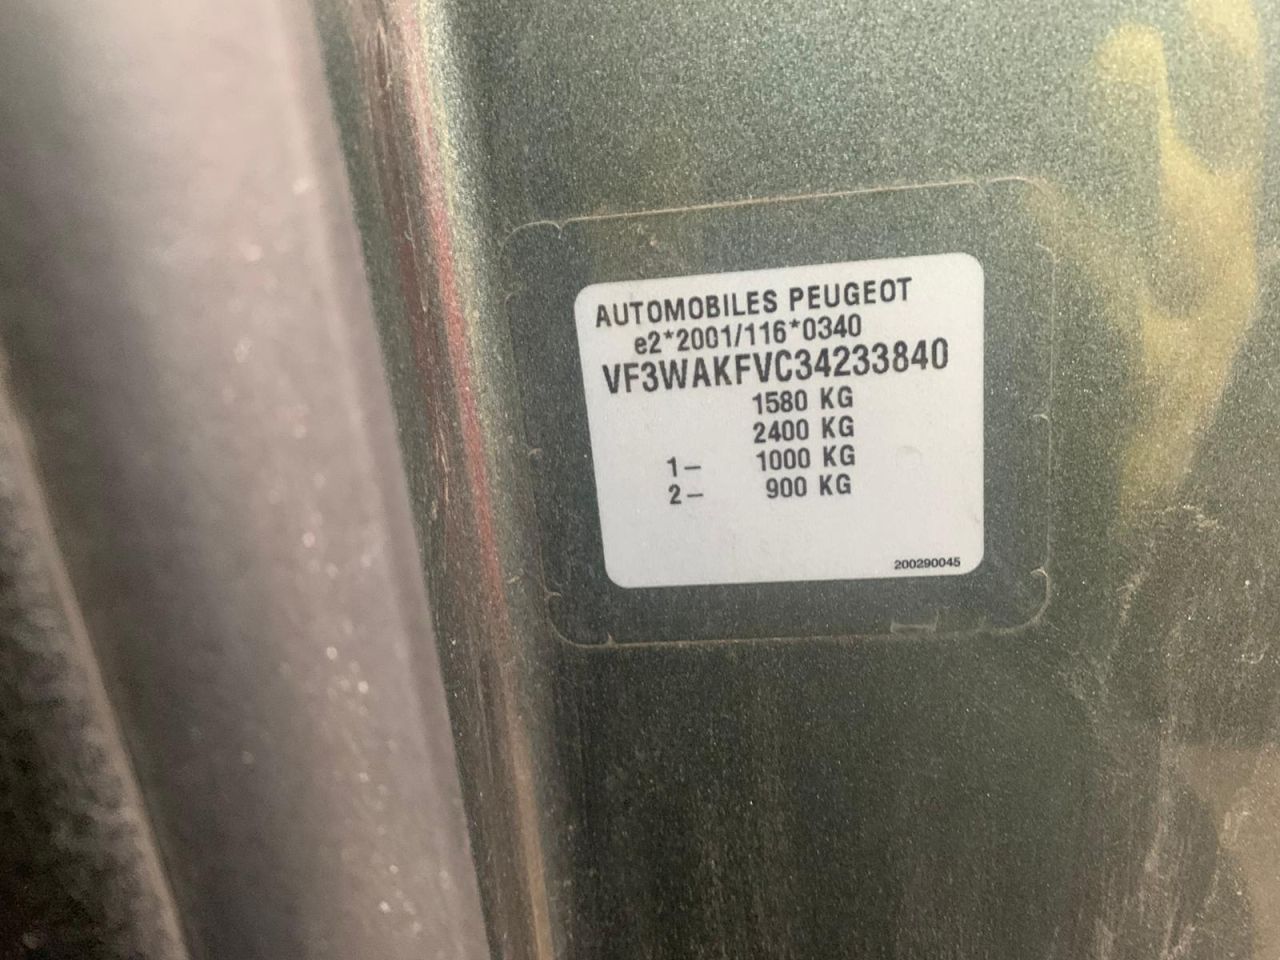 AUTOMOBILES PEUGEOT
e2*2001/116*0340
VF3WAKFVC34233840
1580 KG
2400 KG
1- 1000 KG
2- 900 KG
200290045